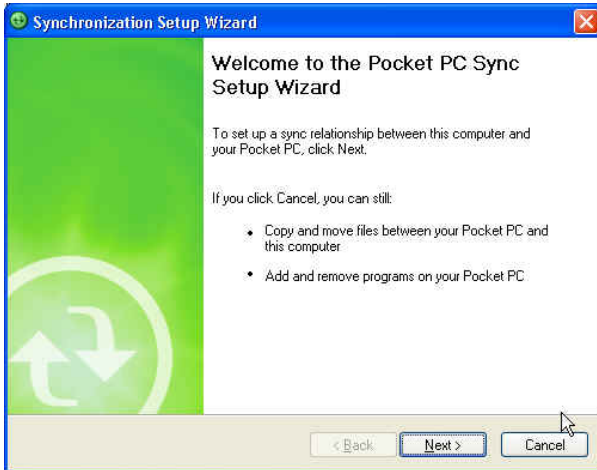 Synchronization Setup Wizard
Welcome to the Pocket PC Sync
Setup Wizard
To set up a sync relationship between this computer and
your Pocket PC, click Next.
If you click Cancel, you can still:
• Copy and move files between your Pocket PC and
this computer
• Add and remove programs on your Pocket PC
< Back Next > Cancel